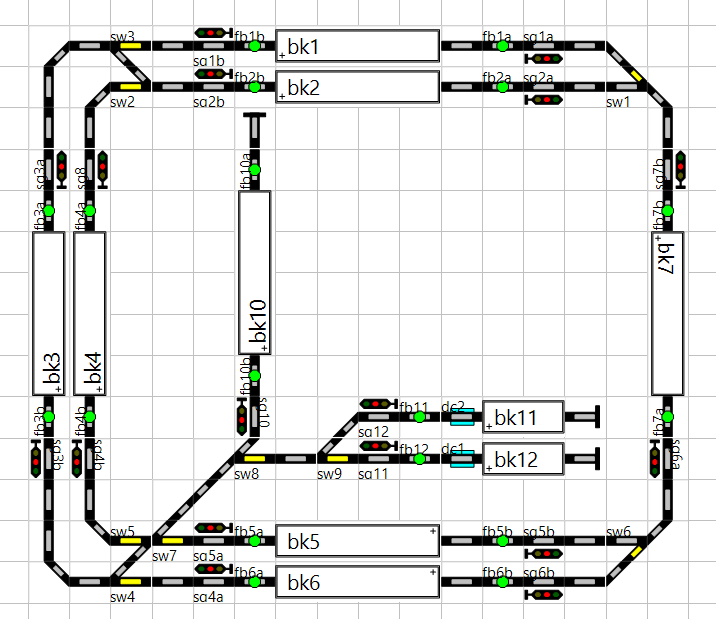 sw3
fb1b
bk1
fb1a
sg1a
sg1b
sw2
fb2b
bk2
fb2a
sg2a
sg2b
sw1
sg3a
sg8
fb10a
sg7b
fb3a
fb4a
fb7b
bk3
bk4
bk10
bk7
fb10b
fb3b
fb4b
sg10
fb11
dc2
bk11
fb7a
sg3b
sg4b
sg12
fb12
dc1
bk12
sg6a
sw8
sw9
sg11
sw5
fb5a
bk5
fb5b
sg5b
sw6
sw7
sg5a
fb6a
bk6
fb6b
sg6b
sw4
sg4a